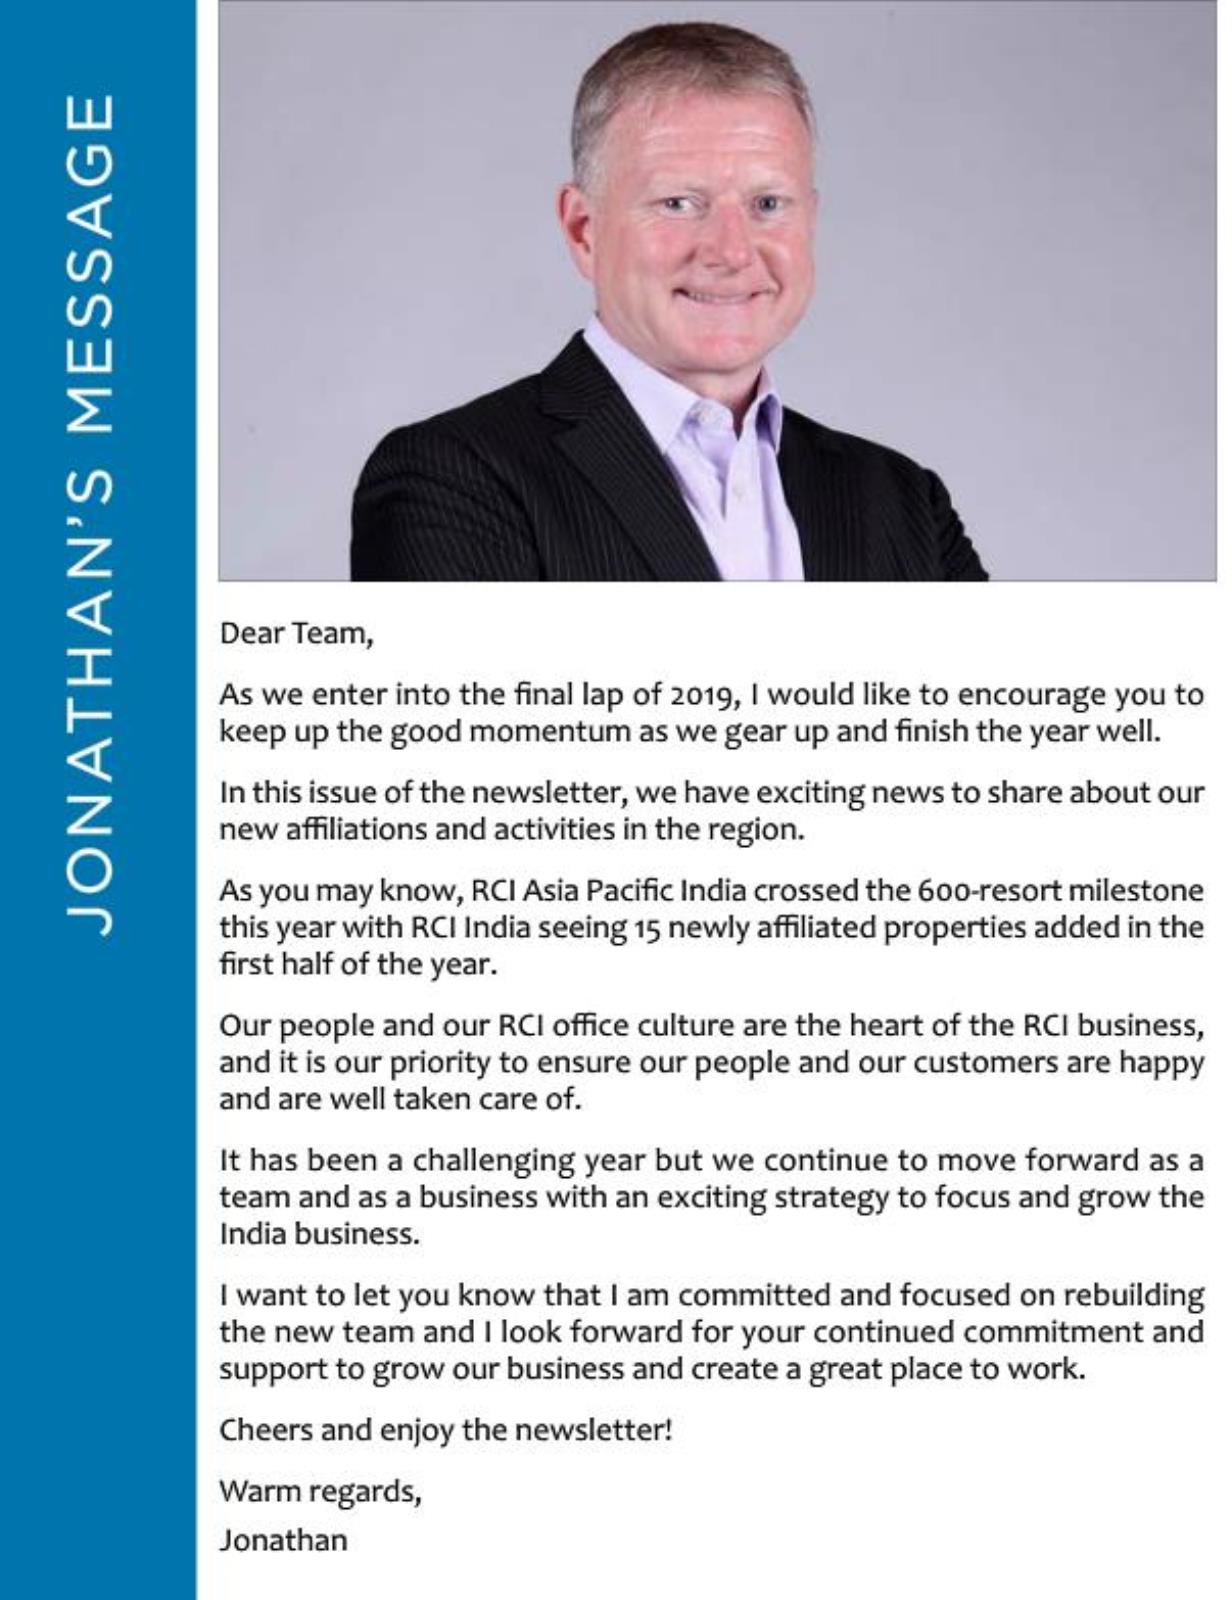 JONATHAN'S MESSAGE
Dear Team,
As we enter into the final lap of 2019, I would like to encourage you to
keep up the good momentum as we gear up and finish the year well.
In this issue of the newsletter, we have exciting news to share about our
new affiliations and activities in the region.
As you may know, RCI Asia Pacific India crossed the 600-resort milestone
this year with RCI India seeing 15 newly affiliated properties added in the
first half of the year.
Our people and our RCI office culture are the heart of the RCI business,
and it is our priority to ensure our people and our customers are happy
and are well taken care of.
It has been a challenging year but we continue to move forward as a
team and as a business with an exciting strategy to focus and grow the
India business.
I want to let you know that I am committed and focused on rebuilding
the new team and I look forward for your continued commitment and
support to grow our business and create a great place to work.
Cheers and enjoy the newsletter!
Warm regards,
Jonathan